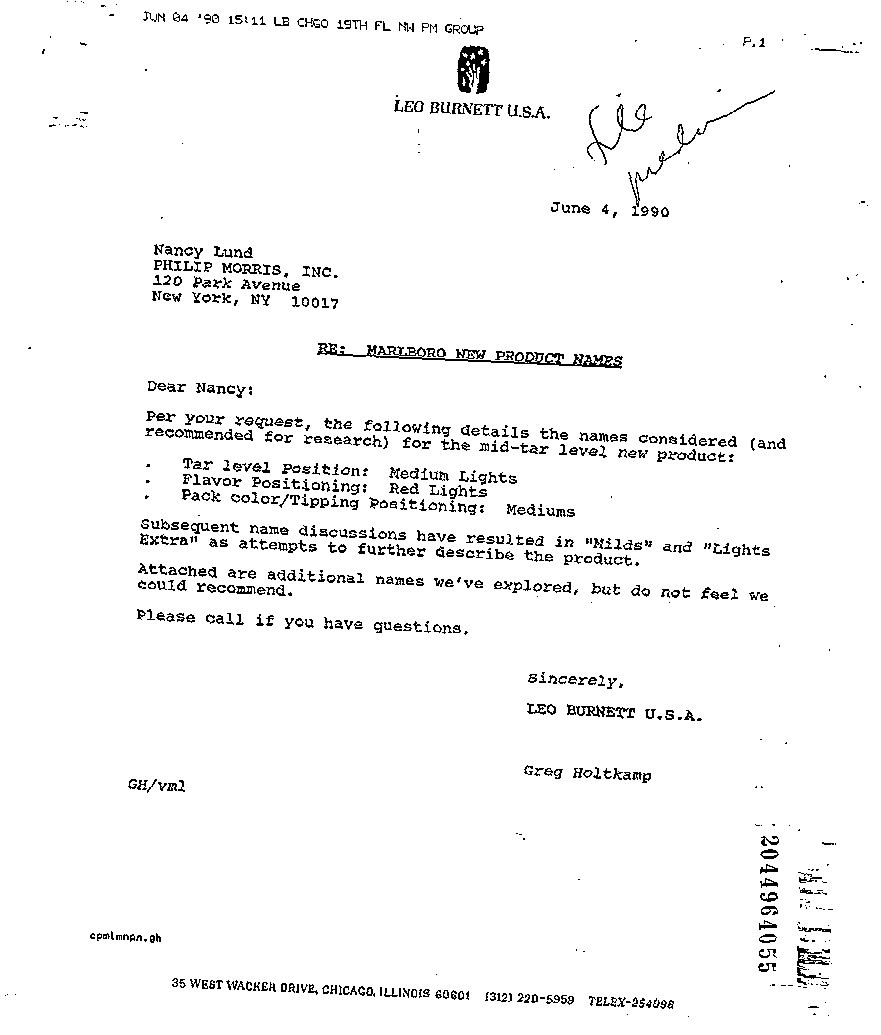 JUN 04 '90 15:11 LB CHGO 19TH FL NW PM GROUP
P.1
LEO BURNETT U.S.A.
File
June 4, 1990
Nancy Lund
PHILIP MORRIS, INC.
120 Park Avenue
New York, NY 10017
RE: MARLBORO NEW PRODUCT NAMES
Dear Nancy:
Per your request, the following details the names considered (and
recommended for research) for the mid-tar level new product:
. Tar level Position: Medium Lights
. Flavor Positioning: Red Lights
. Pack color/Tipping Positioning: Mediums
Subsequent name discussions have resulted in "Milds" and "Lights
Extra" as attempts to further describe the product.
Attached are additional names we've explored, but do not feel we
could recommend.
Please call if you have questions.
Sincerely,
LEO BURNETT U.S.A.
Greg Holtkamp
GH/vml
2044964055
cpmlmnpn.gh
35 WEST WACKER DRIVE, CHICAGO, ILLINOIS 60601 (312) 220-5959 TELEX-254098